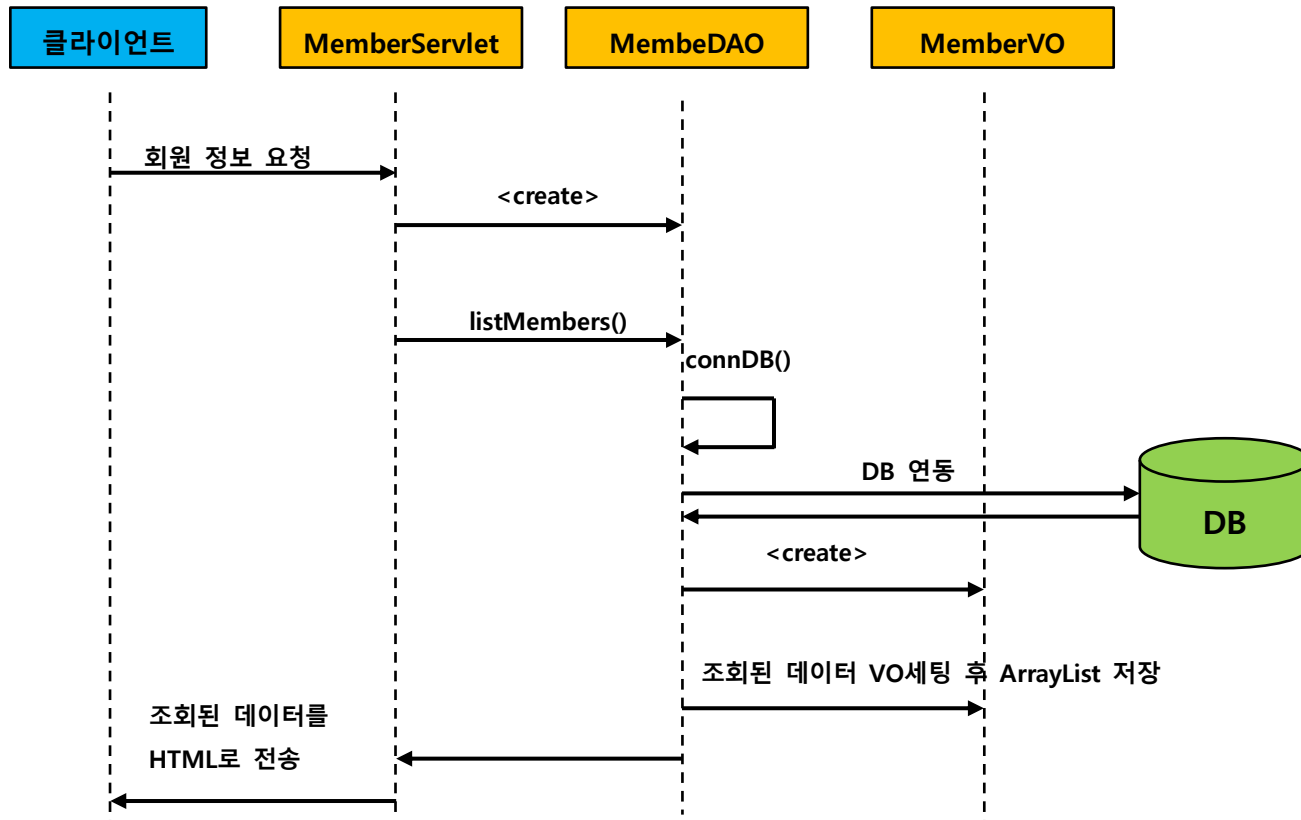 클라이언트
MemberServlet
MembeDAO
MemberVO
회원 정보 요청
<create>
listMembers()
connDB()
DB 연동
DB
<create>
조회된 데이터 VO세팅 후 ArrayList 저장
조회된 데이터를
HTML로 전송